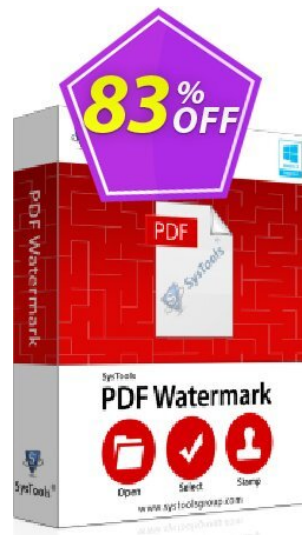 83% OFF
PDF
SysTools
PDF Watermark
SysTools
PDF Watermark
Open Select Stamp
SysTools®
www.systoolsgroup.com